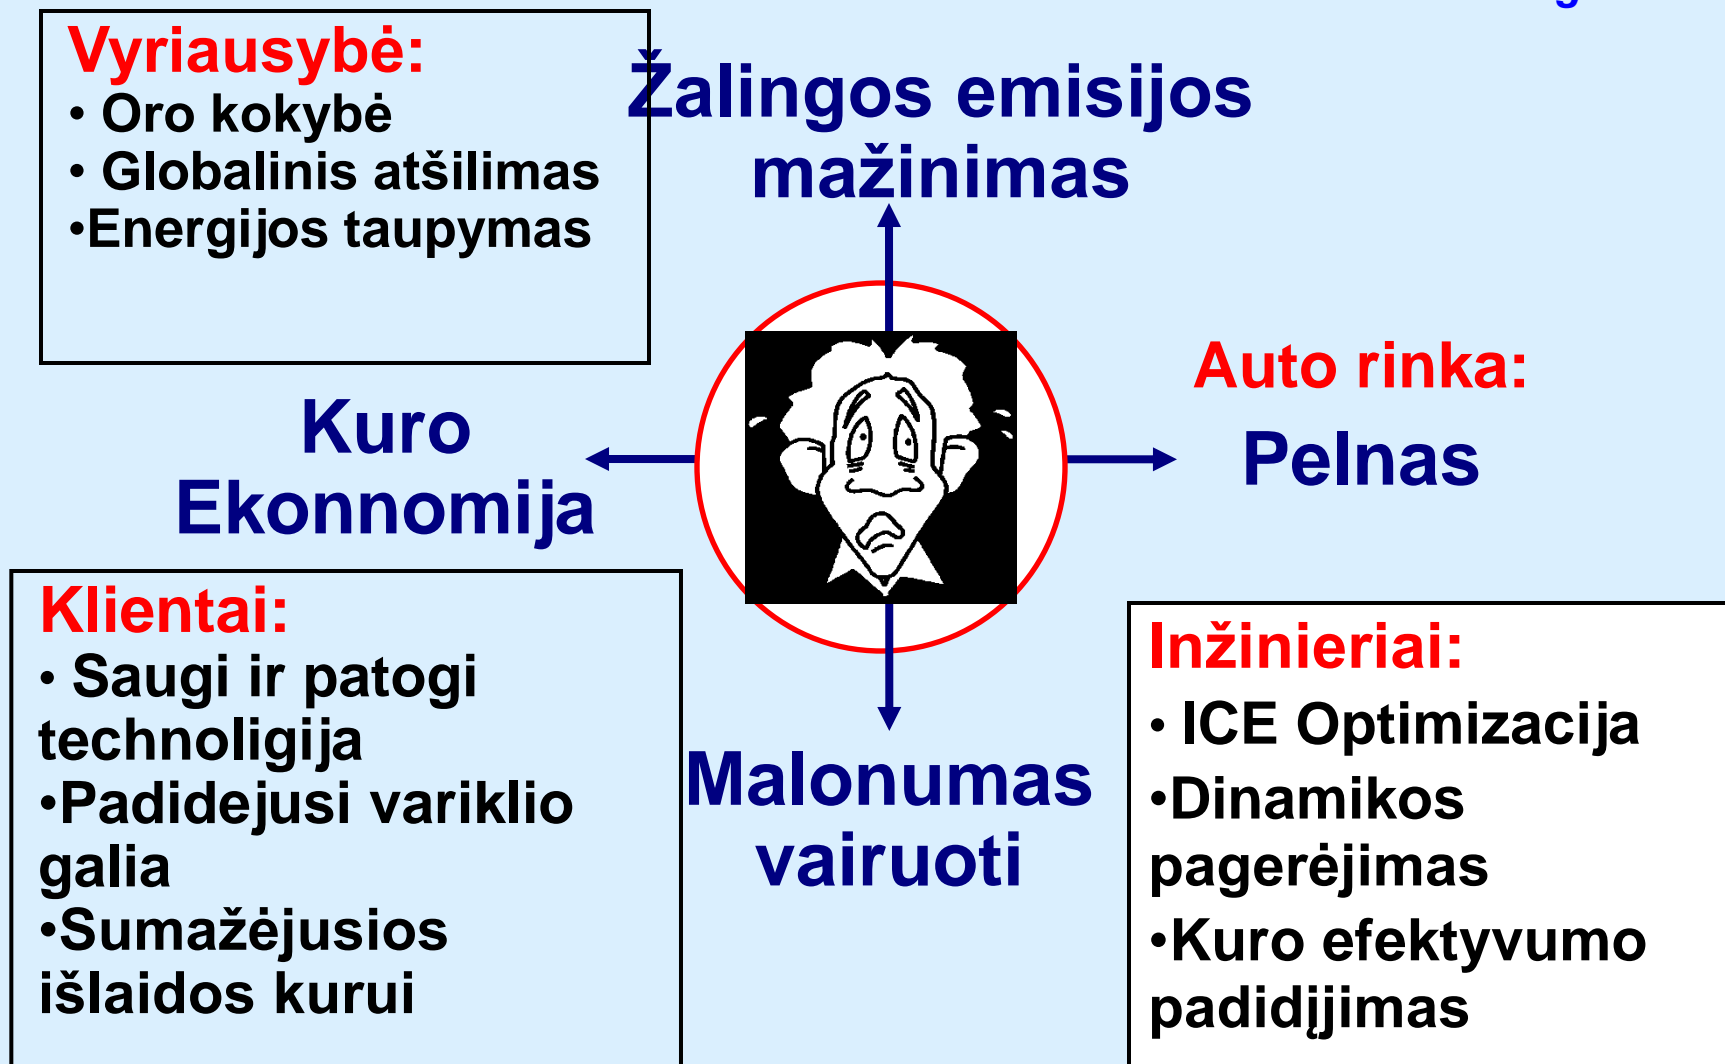 Vyriausybė:
• Oro kokybė
• Globalinis atšilimas
•Energijos taupymas
Žalingos emisijos
mažinimas
Kuro
Ekonnomija
Auto rinka:
Pelnas
Klientai:
• Saugi ir patogi
technoligija
•Padidejusi variklio
galia
•Sumažėjusios
išlaidos kurui
Malonumas
vairuoti
Inžinieriai:
• ICE Optimizacija
•Dinamikos
pagerėjimas
•Kuro efektyvumo
padidįjimas